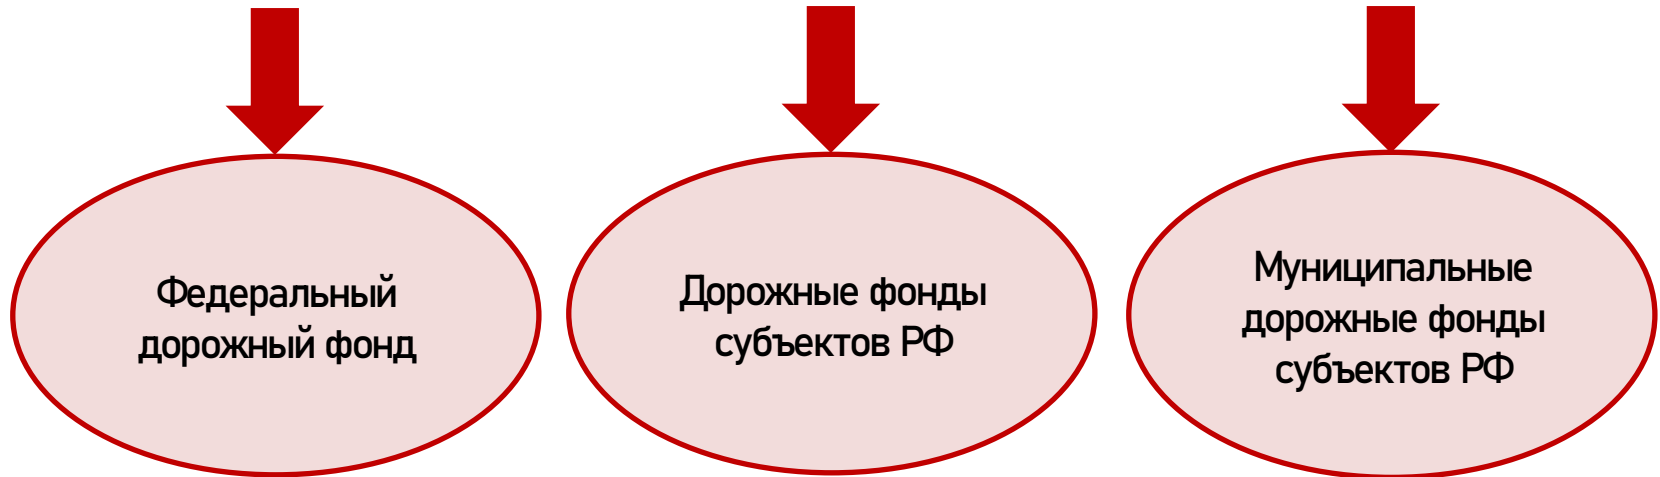 Федеральный
дорожный фонд
Дорожные фонды
субъектов РФ
Муниципальные
дорожные фонды
субъектов РФ